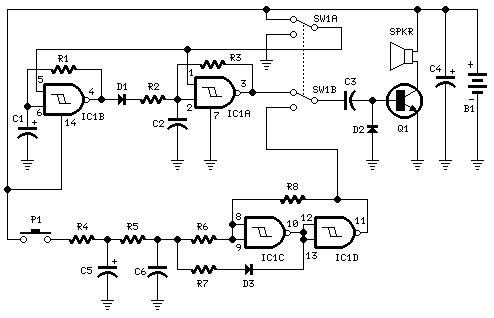 SW1A
SPKR
R1
R3
5
4
D1
R2
1
3
C3
C4
+
+
SW1B
B1
-
6
C1
+
14
IC1B
2
C2
7
IC1A
D2
Q1
R8
P1
R4
R5
R6
8
10
12
11
9
13
C5
+
C6
IC1C
IC1D
R7
D3